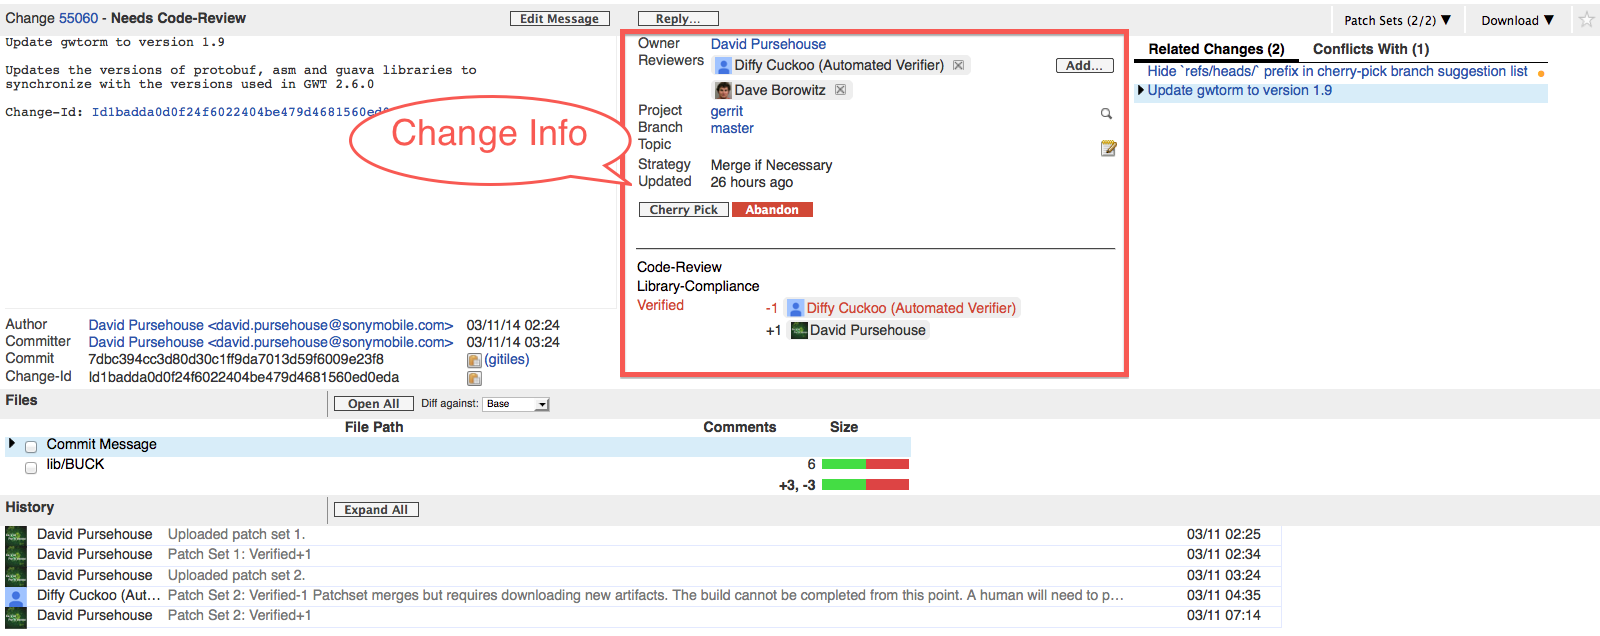 Change 55060 - Needs Code-Review
Edit Message
Reply...
Patch Sets (2/2) ▼
Download ▼
Update gwtorm to version 1.9
Updates the versions of protobuf, asm and guava libraries to
synchronize with the versions used in GWT 2.6.0
Change-Id: Id1badda0d0f24f6022404be479d4681560ed0
Change Info
Owner David Pursehouse
Reviewers Diffy Cuckoo (Automated Verifier)
Add...
Dave Borowitz
Project gerrit
Branch master
Topic
Strategy Merge if Necessary
Updated 26 hours ago
Cherry Pick Abandon
Code-Review
Library-Compliance
Verified -1 Diffy Cuckoo (Automated Verifier)
+1 David Pursehouse
Related Changes (2) Conflicts With (1)
Hide `refs/heads/` prefix in cherry-pick branch suggestion list
Update gwtorm to version 1.9
Author David Pursehouse <david.pursehouse@sonymobile.com> 03/11/14 02:24
Committer David Pursehouse <david.pursehouse@sonymobile.com> 03/11/14 03:24
Commit 7dbc394cc3d80d30c1ff9da7013d59f6009e23f8 (gitiles)
Change-Id Id1badda0d0f24f6022404be479d4681560ed0eda
Files Open All Diff against: Base
File Path Comments Size
Commit Message
lib/BUCK 6
+3, -3
History Expand All
David Pursehouse Uploaded patch set 1. 03/11 02:25
David Pursehouse Patch Set 1: Verified+1 03/11 02:34
David Pursehouse Uploaded patch set 2. 03/11 03:24
Diffy Cuckoo (Aut... Patch Set 2: Verified-1 Patchset merges but requires downloading new artifacts. The build cannot be completed from this point. A human will need to p... 03/11 04:35
David Pursehouse Patch Set 2: Verified+1 03/11 07:14